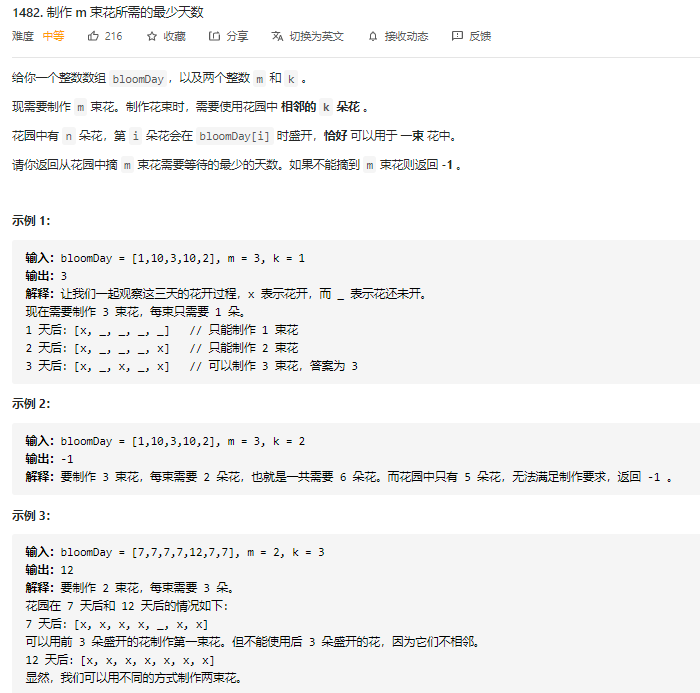 1482. 制作 m 束花所需的最少天数
难度 中等 216 收藏 分享 切换为英文 接收动态 反馈
给你一个整数数组 bloomDay，以及两个整数 m 和 k 。
现需要制作 m 束花。制作花束时，需要使用花园中 相邻的 k 朵花 。
花园中有 n 朵花，第 i 朵花会在 bloomDay[i] 时盛开，恰好 可以用于 一束 花中。
请你返回从花园中摘 m 束花需要等待的最少的天数。如果不能摘到 m 束花则返回 -1 。
示例 1：
输入：bloomDay = [1,10,3,10,2], m = 3, k = 1
输出：3
解释：让我们一起观察这三天的花开过程，x 表示花开，而 _ 表示花还未开。
现在需要制作 3 束花，每束只需要 1 朵。
1 天后：[x, _, _, _, _] // 只能制作 1 束花
2 天后：[x, _, _, _, x] // 只能制作 2 束花
3 天后：[x, _, x, _, x] // 可以制作 3 束花，答案为 3
示例 2：
输入：bloomDay = [1,10,3,10,2], m = 3, k = 2
输出：-1
解释：要制作 3 束花，每束需要 2 朵花，也就是一共需要 6 朵花。而花园中只有 5 朵花，无法满足制作要求，返回 -1 。
示例 3：
输入：bloomDay = [7,7,7,7,12,7,7], m = 2, k = 3
输出：12
解释：要制作 2 束花，每束需要 3 朵。
花园在 7 天后和 12 天后的情况如下：
7 天后：[x, x, x, x, _, x, x]
可以用前 3 朵盛开的花制作第一束花。但不能使用后 3 朵盛开的花，因为它们不相邻。
12 天后：[x, x, x, x, x, x, x]
显然，我们可以用不同的方式制作两束花。